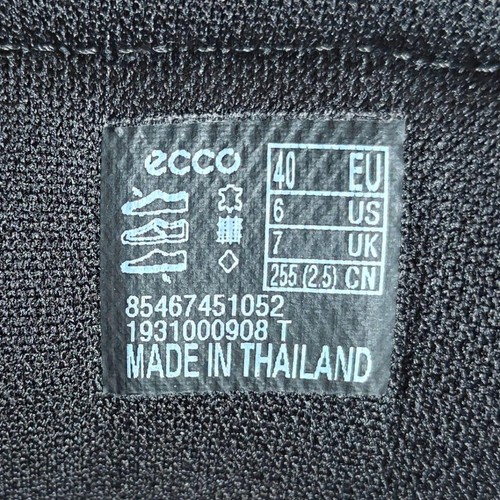 ecco
40 EU
6 US
7 UK
255 (2.5) CN
85467451052
1931000908 T
MADE IN THAILAND